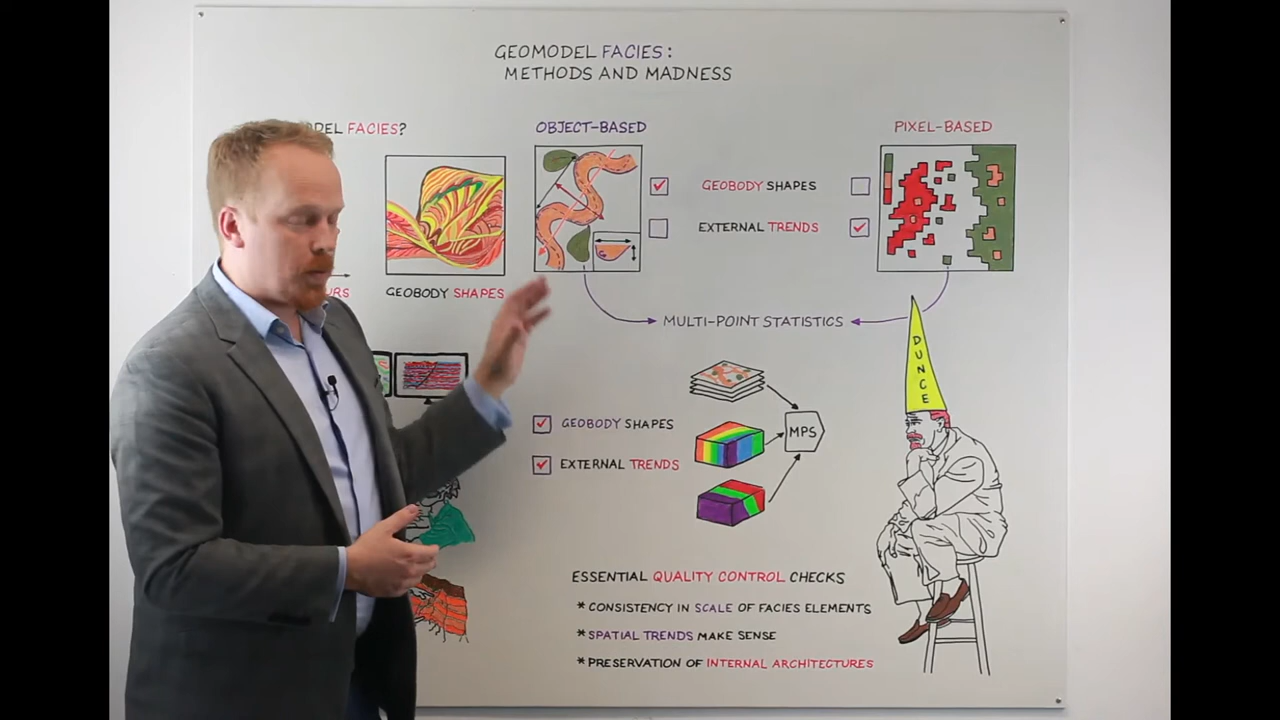 GEOMODEL FACIES:
METHODS AND MADNESS
FACIES?
OBJECT-BASED
PIXEL-BASED
GEOBODY SHAPES
EXTERNAL TRENDS
GEOBODY SHAPES
MULTI-POINT STATISTICS
DUNCE
GEOBODY SHAPES
EXTERNAL TRENDS
MPS
ESSENTIAL QUALITY CONTROL CHECKS
* CONSISTENCY IN SCALE OF FACIES ELEMENTS
* SPATIAL TRENDS MAKE SENSE
* PRESERVATION OF INTERNAL ARCHITECTURES